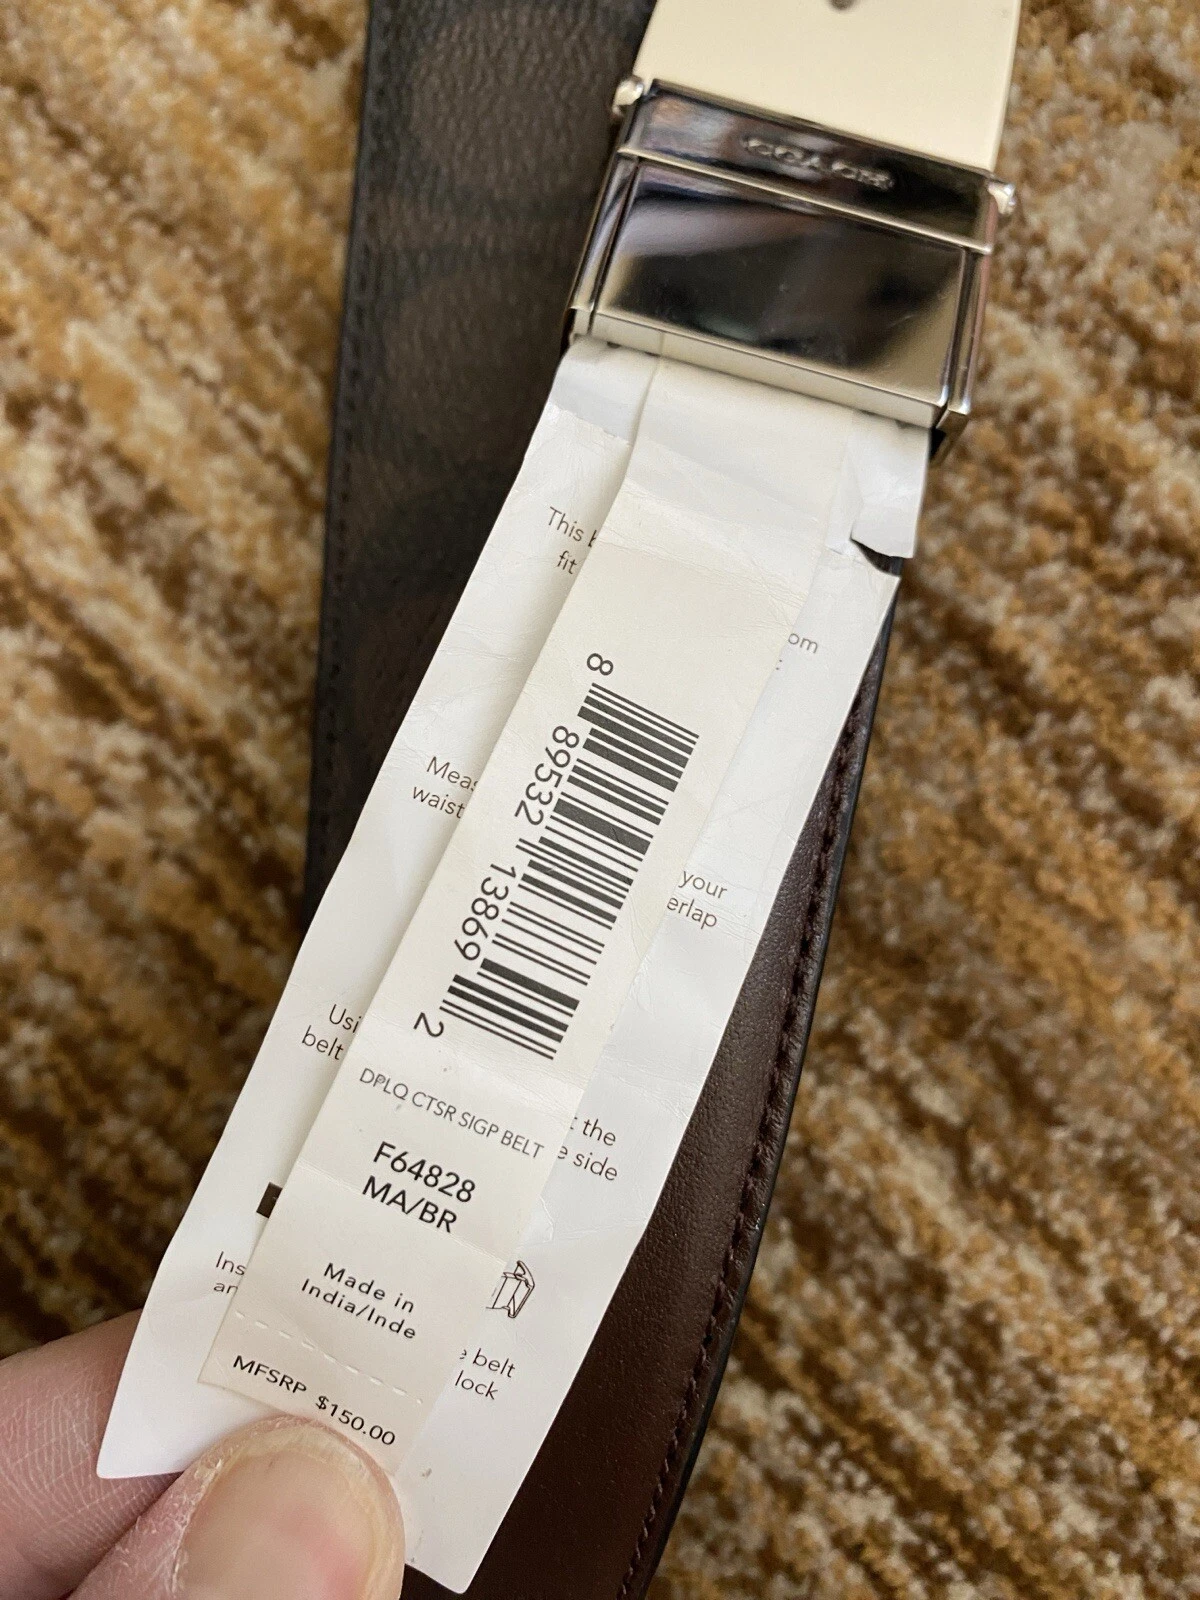 COACH
This
fit
om
Meas
waist
your
erlap
Usi
belt
the
e side
Ins
an
belt
lock
8 89532 13869 2
DPLQ CTSR SIGP BELT
F64828
MA/BR
Made in
India/Inde
MFSRP $150.00